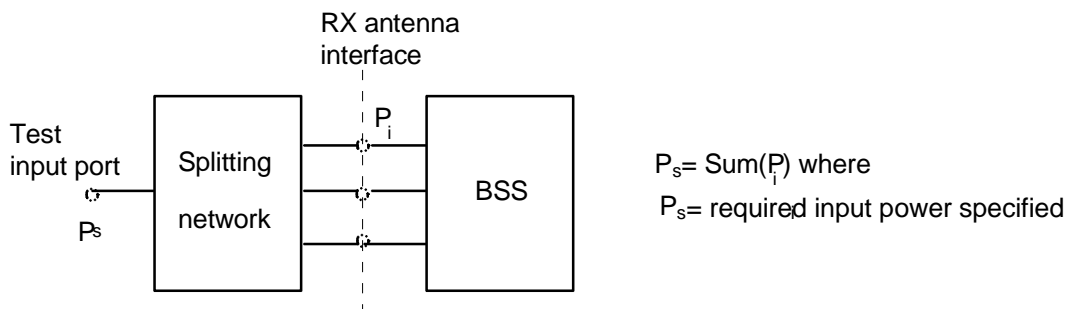 RX antenna
interface
Test
input port
Ps
Splitting
network
Pi
BSS
Ps= Sum(Pi) where
Ps= required input power specified